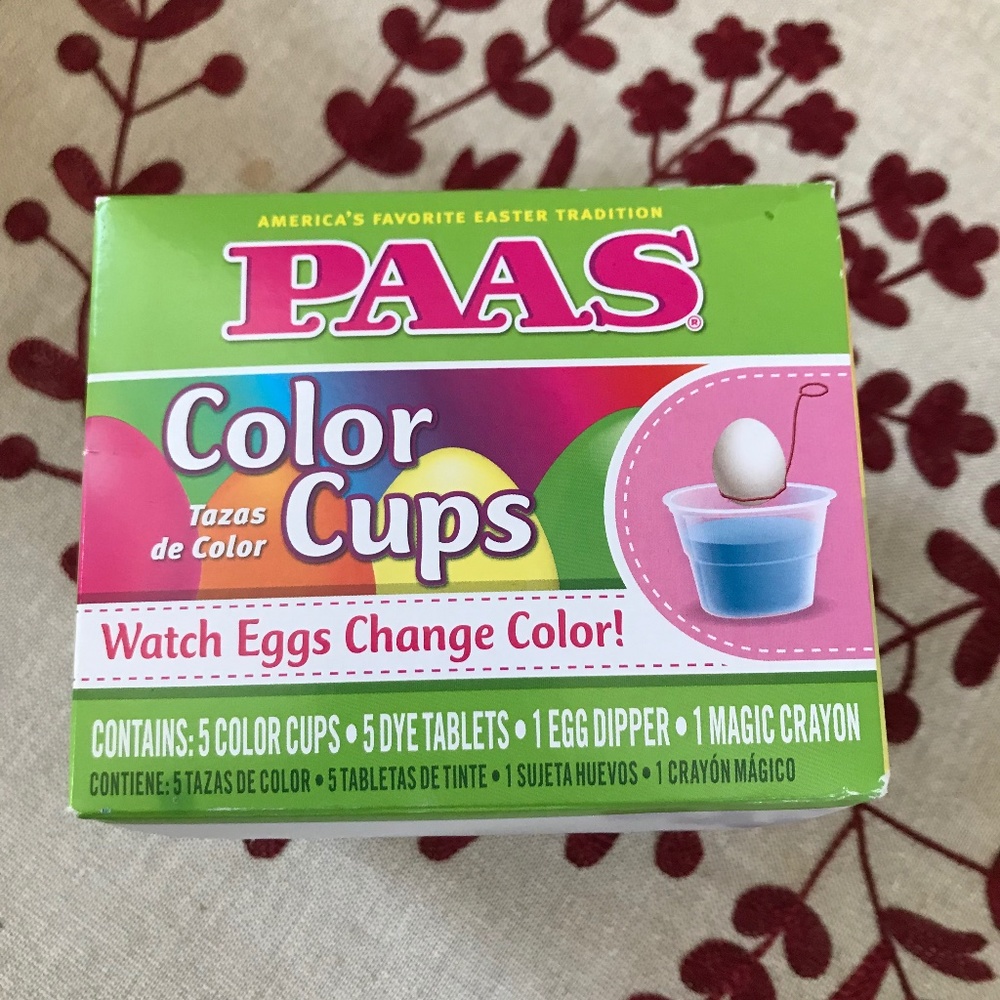 AMERICA'S FAVORITE EASTER TRADITION
PAAS®
Color
Cups
Tazas
de Color
Watch Eggs Change Color!
CONTAINS: 5 COLOR CUPS • 5 DYE TABLETS • 1 EGG DIPPER • 1 MAGIC CRAYON
CONTIENE: 5 TAZAS DE COLOR • 5 TABLETAS DE TINTE • 1 SUJETA HUEVOS • 1 CRAYÓN MÁGICO